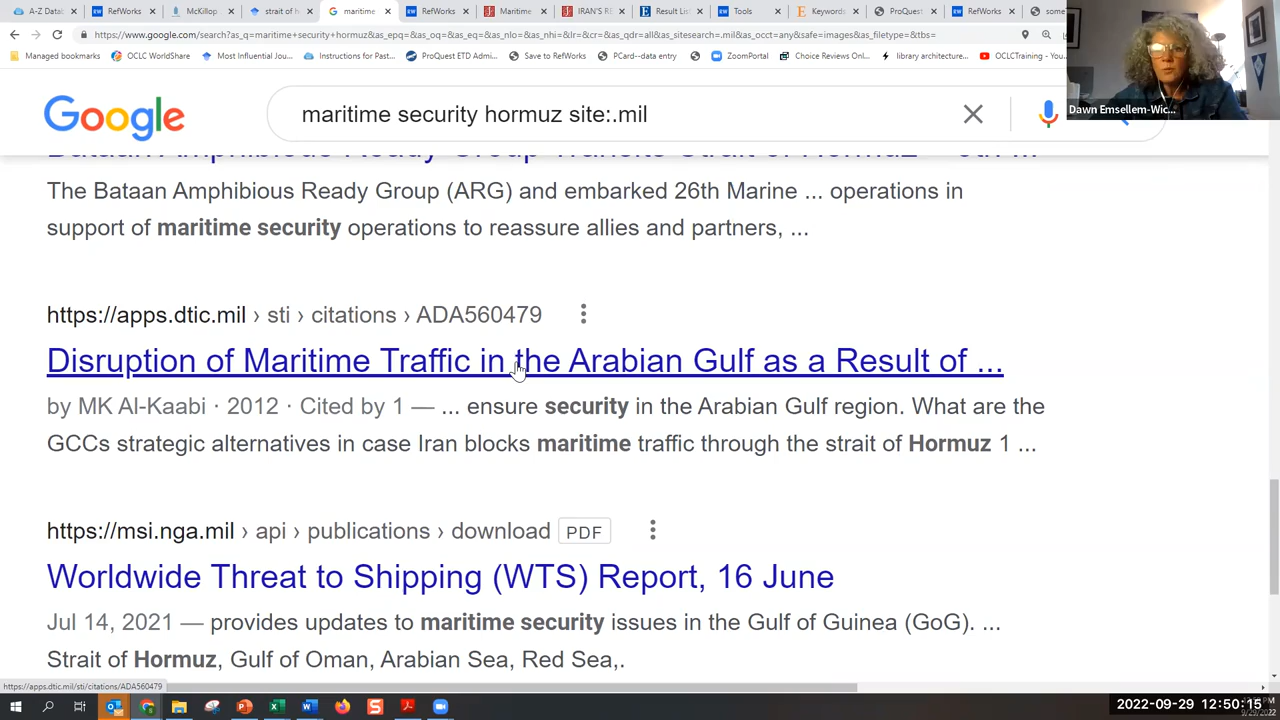 A-Z Datab
RefWorks
McKillop
strait of h
maritime
RefWorks
Maritime
IRAN'S RE
Result List
Tools
Keywords
ProQuest
RefWorks
some
https://www.google.com/search?as_q=maritime+security+hormuz&as_epq=&as_oq=&as_eq=&as_nlo=&as_nhi=&lr=&cr=&as_qdr=all&as_sitesearch=.mil&as_occt=any&safe=images&as_filetype=&tbs=
Managed bookmarks
OCLC WorldShare
Most Influential Jou...
Instructions for Past...
ProQuest ETD Admi...
Save to RefWorks
PCard--data entry
ZoomPortal
Choice Reviews Onli...
library architecture...
OCLCTraining - You...
Dawn Emsellem-Wic...
Google
maritime security hormuz site:.mil
Bataan Amphibious Ready Group Transits Strait of Hormuz - 5th ...
The Bataan Amphibious Ready Group (ARG) and embarked 26th Marine ... operations in
support of maritime security operations to reassure allies and partners, ...
https://apps.dtic.mil › sti › citations › ADA560479
Disruption of Maritime Traffic in the Arabian Gulf as a Result of ...
by MK Al-Kaabi · 2012 · Cited by 1 — ... ensure security in the Arabian Gulf region. What are the
GCCs strategic alternatives in case Iran blocks maritime traffic through the strait of Hormuz 1 ...
https://msi.nga.mil › api › publications › download PDF
Worldwide Threat to Shipping (WTS) Report, 16 June
Jul 14, 2021 — provides updates to maritime security issues in the Gulf of Guinea (GoG). ...
Strait of Hormuz, Gulf of Oman, Arabian Sea, Red Sea,.
https://apps.dtic.mil/sti/citations/ADA560479
2022-09-29 12:50:15